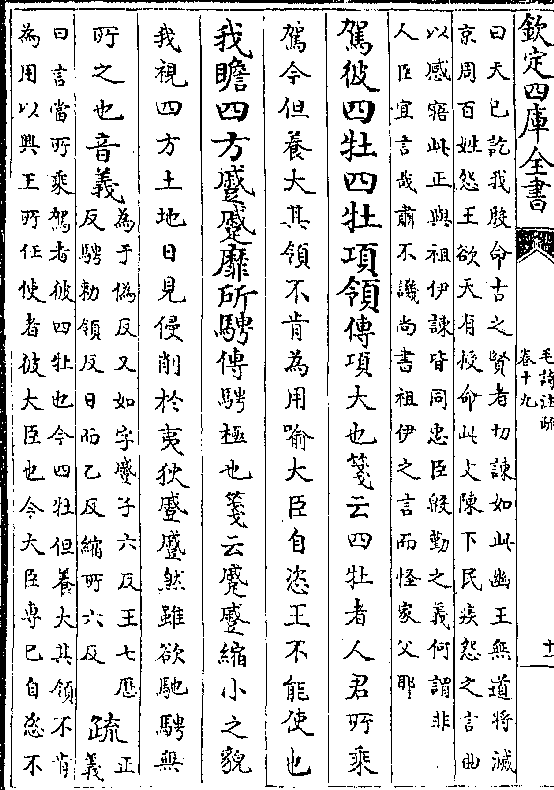 欽定四庫全書
毛詩注疏
卷十九
十一
曰天已訖我殷命古之賢者切諫如此幽王無道將滅
京周百姓怨王欲天有授命此文陳下民疾怨之言曲
以感寤此正與祖伊諫皆同忠臣殷勤之義何謂非
人臣宜言哉肅不譏尚書祖伊之言而怪家父耶
駕彼四牡四牡項領傳項大也箋云四牡者人君所乘
駕今但養大其領不肯為用喻大臣自恣王不能使也
我瞻四方蹙蹙靡所騁傳騁極也箋云蹙蹙縮小之貌
我視四方土地日見侵削於夷狄蹙蹙然雖欲馳騁無
所之也音義為于偽反又如字蹙子六反王七歷
反騁勑領反日而乙反縮所六反疏正
義
曰言當所乘駕者彼四牡也今四牡但養大其領不肯
為用以興王所任使者彼大臣也今大臣專已自恣不